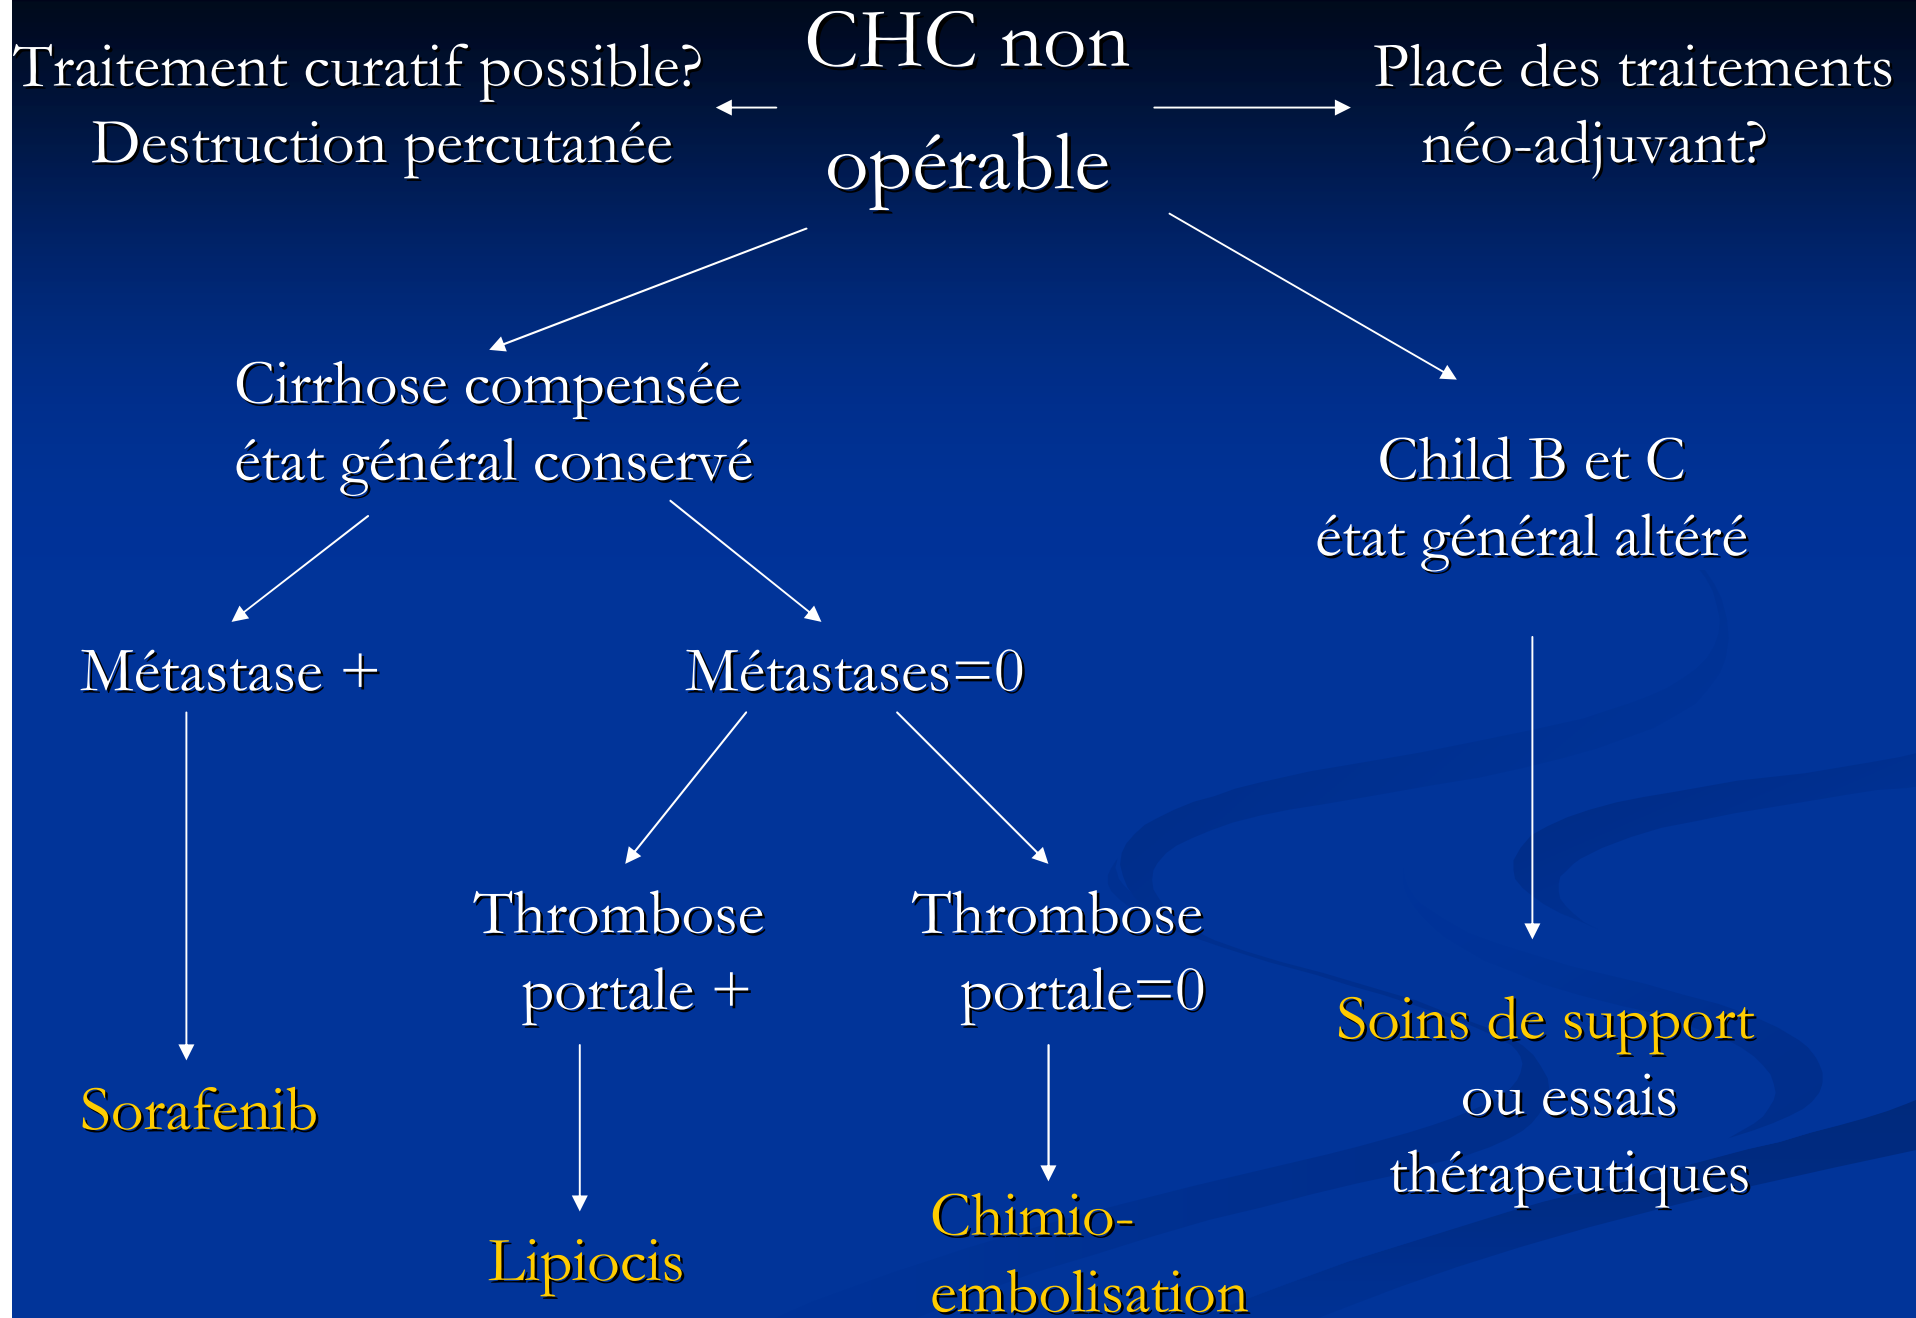 CHC non
opérable
Traitement curatif possible?
Destruction percutanée
Place des traitements
néo-adjuvant?
Cirrhose compensée
état général conservé
Child B et C
état général altéré
Métastase +
Métastases=0
Thrombose
portale +
Thrombose
portale=0
Sorafenib
Lipiocis
Chimio-
embolisation
Soins de support
ou essais
thérapeutiques